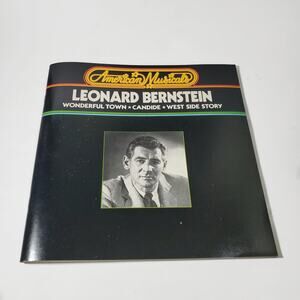 American Musicals
LEONARD BERNSTEIN
WONDERFUL TOWN • CANDIDE • WEST SIDE STORY